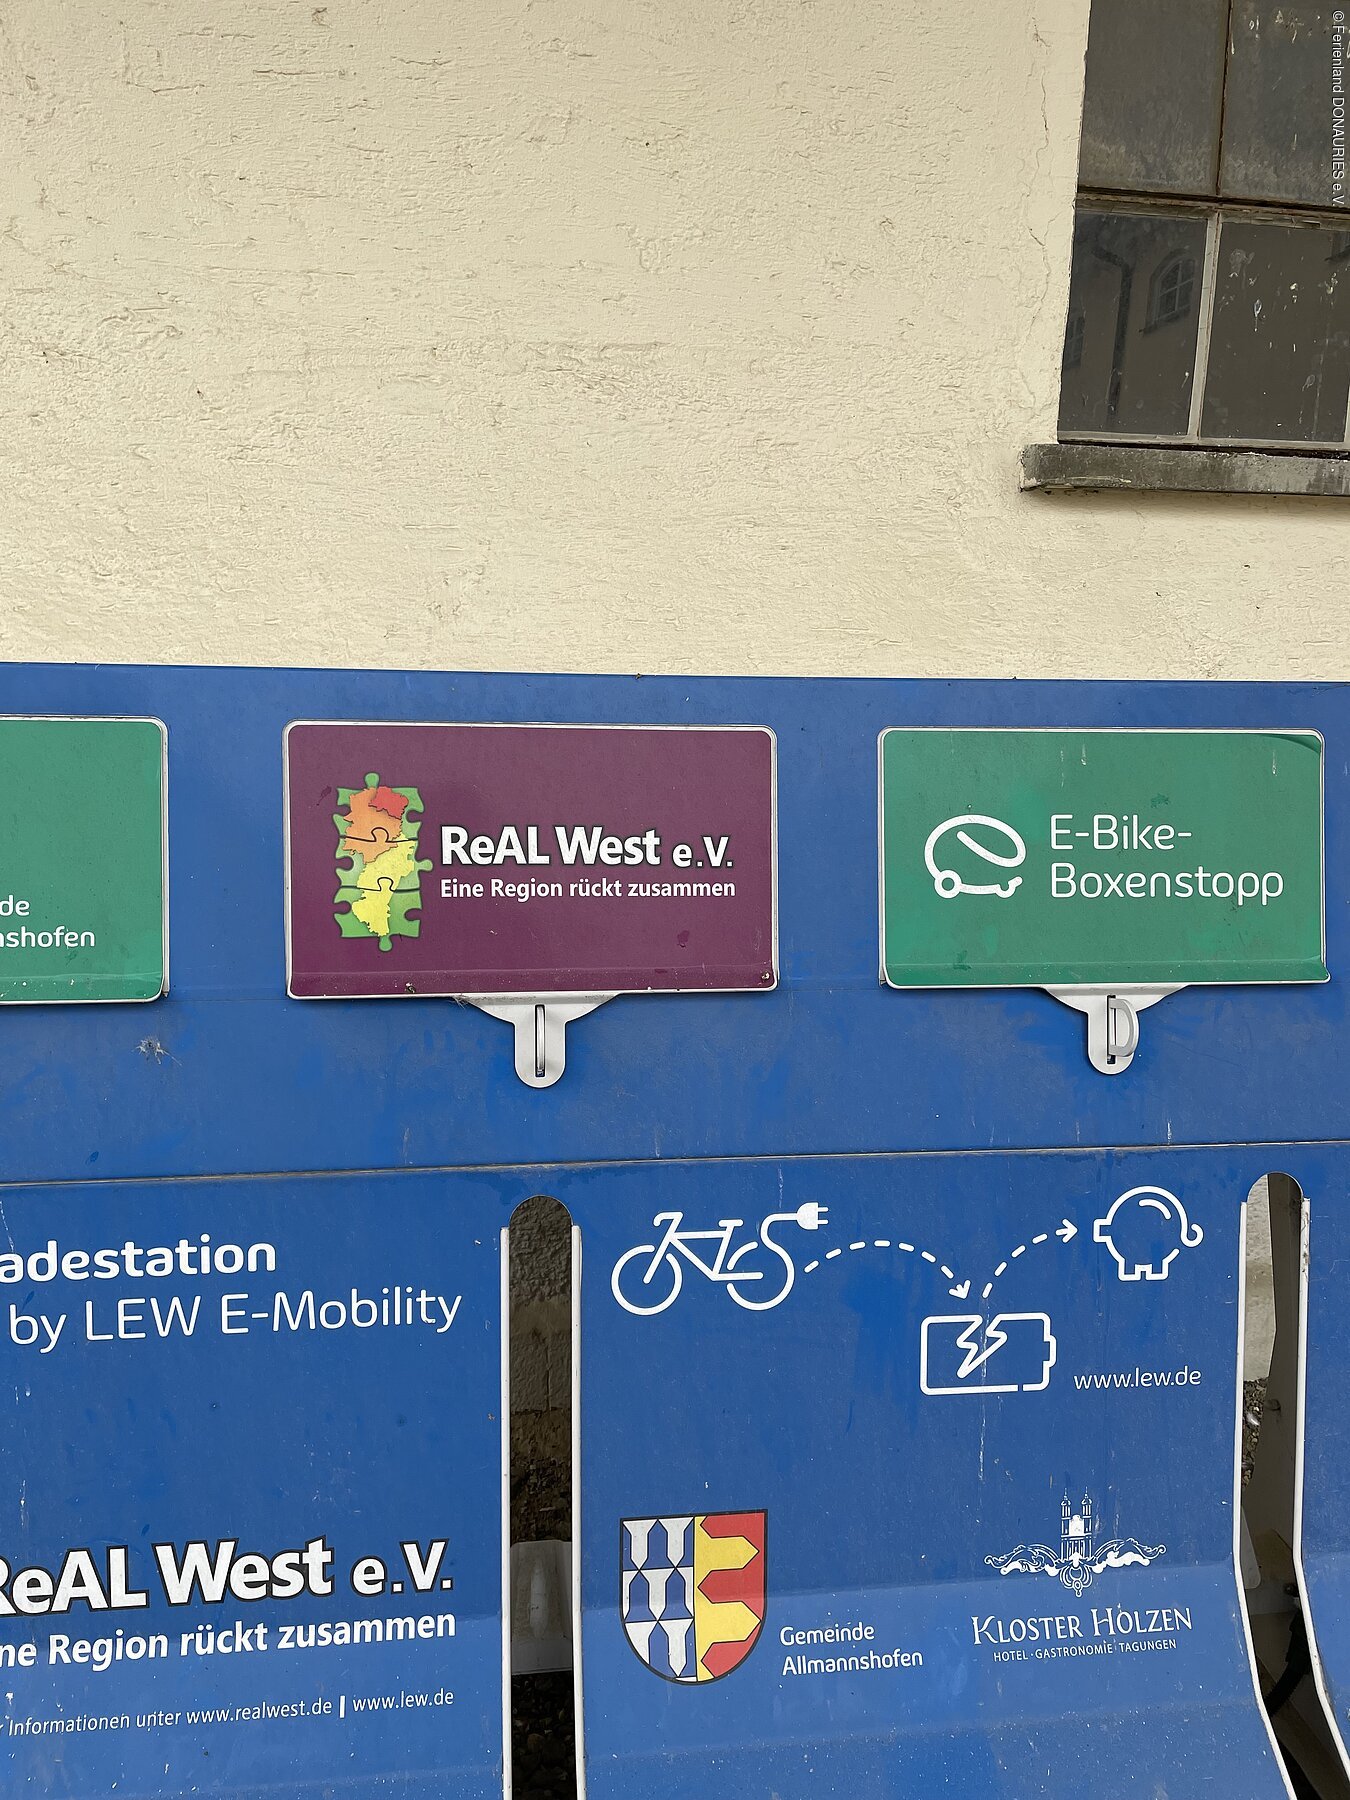 ©Ferienland DONAURIES e.V.
de
shofen
ReAL West e.V.
Eine Region rückt zusammen
E-Bike-
Boxenstopp
adestation
by LEW E-Mobility
www.lew.de
ReAL West e.V.
ne Region rückt zusammen
r Informationen unter www.realwest.de | www.lew.de
Gemeinde
Allmannshofen
KLOSTER HOLZEN
HOTEL · GASTRONOMIE · TAGUNGEN